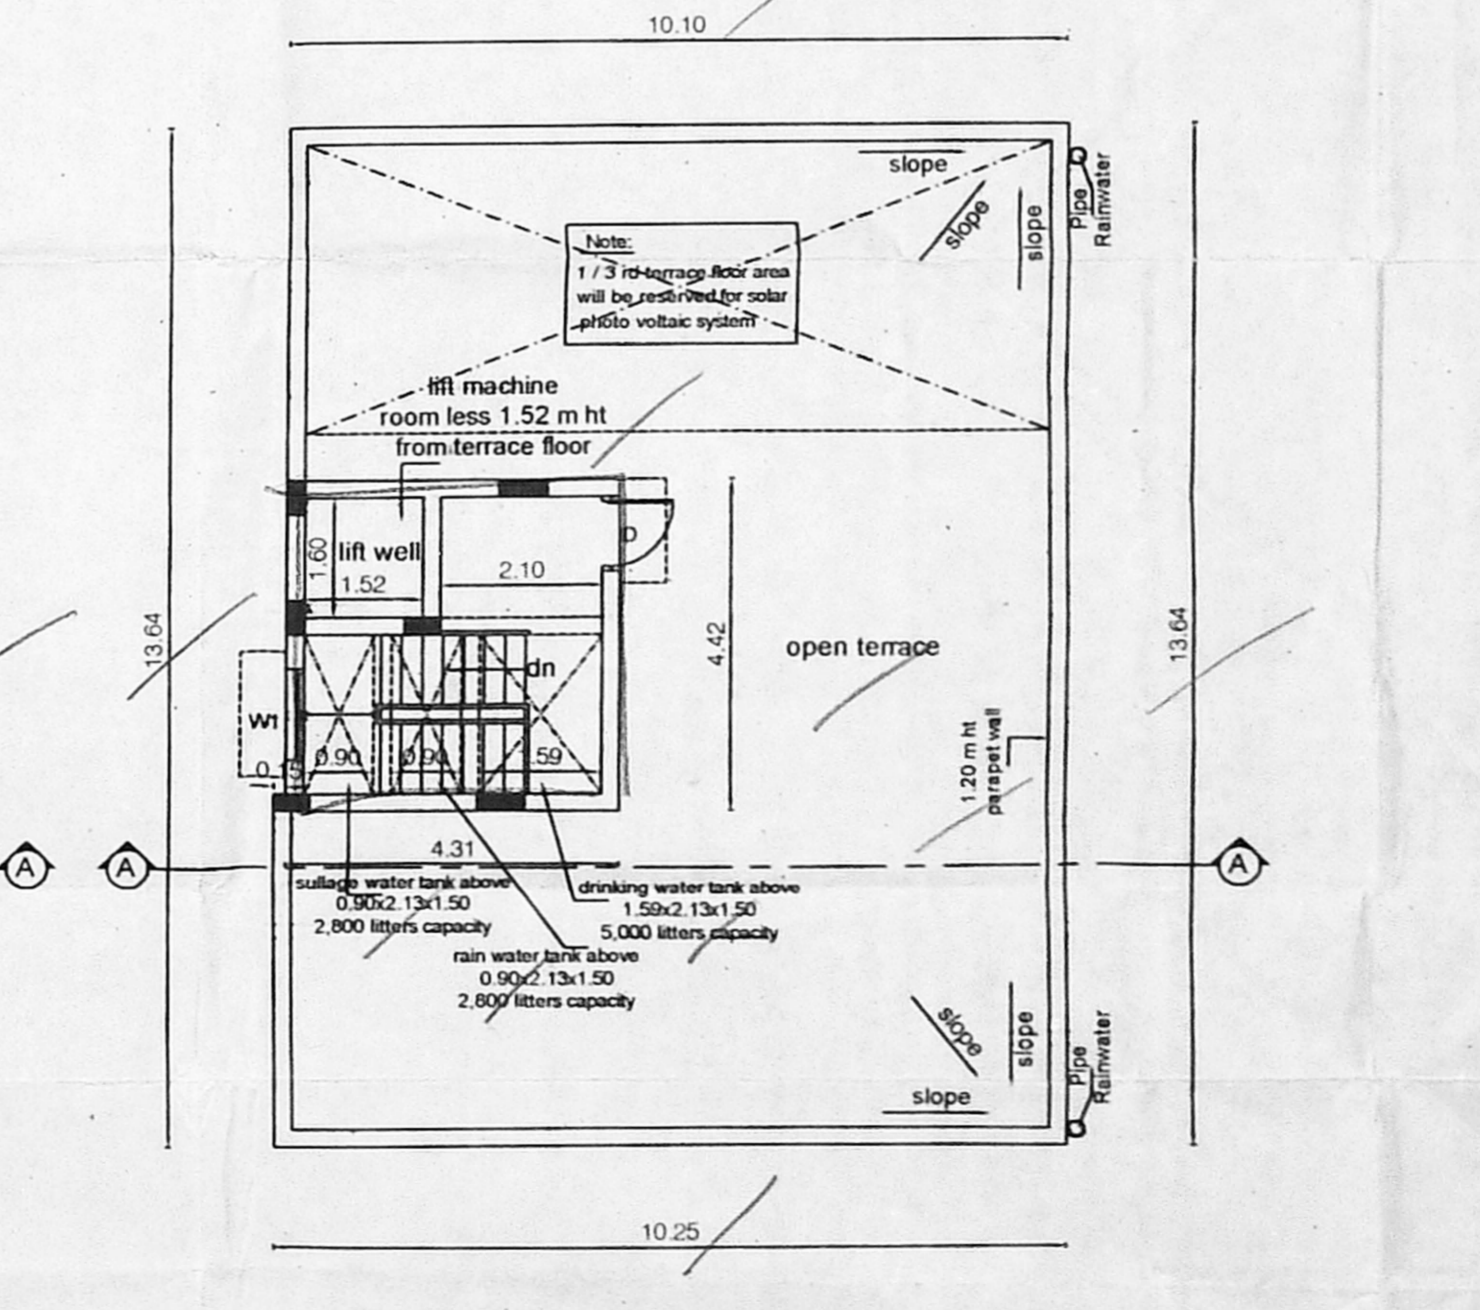 10.10
slope
slope
slope
Pipe
Rainwater
Note:
1 / 3 rd terrace floor area
will be reserved for solar
photo voltaic system
lift machine
room less 1.52 m ht
from terrace floor
1.60
lift well
1.52
2.10
D
13.64
4.42
open terrace
13.64
dn
W1
0.90
0.90
.59
0.15
1.20 m ht
parapet wall
4.31
A
A
A
sullage water tank above
0.90x2.13x1.50
2,800 litters capacity
drinking water tank above
1.59x2.13x1.50
5,000 litters capacity
rain water tank above
0.90x2.13x1.50
2,800 litters capacity
slope
slope
slope
Pipe
Rainwater
10.25